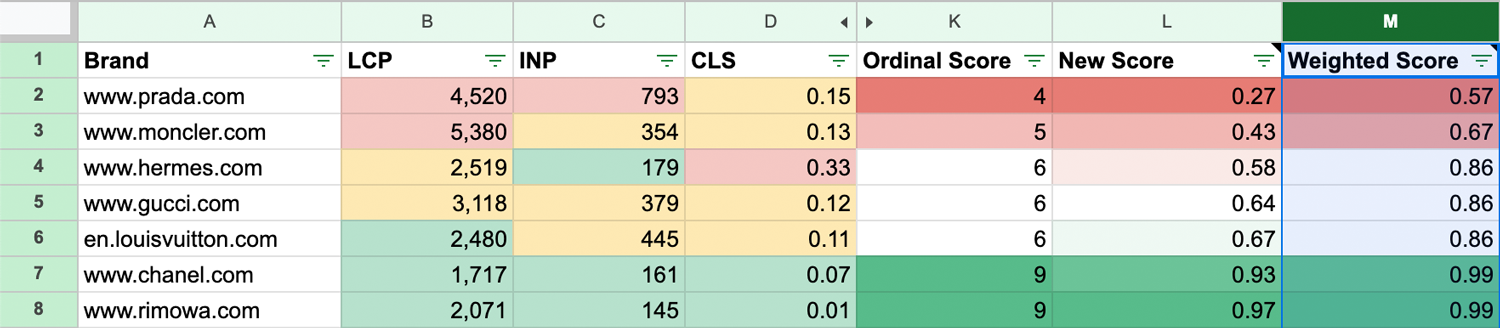 A B C D K L M
1 Brand LCP INP CLS Ordinal Score New Score Weighted Score
2 www.prada.com 4,520 793 0.15 4 0.27 0.57
3 www.moncler.com 5,380 354 0.13 5 0.43 0.67
4 www.hermes.com 2,519 179 0.33 6 0.58 0.86
5 www.gucci.com 3,118 379 0.12 6 0.64 0.86
6 en.louisvuitton.com 2,480 445 0.11 6 0.67 0.86
7 www.chanel.com 1,717 161 0.07 9 0.93 0.99
8 www.rimowa.com 2,071 145 0.01 9 0.97 0.99